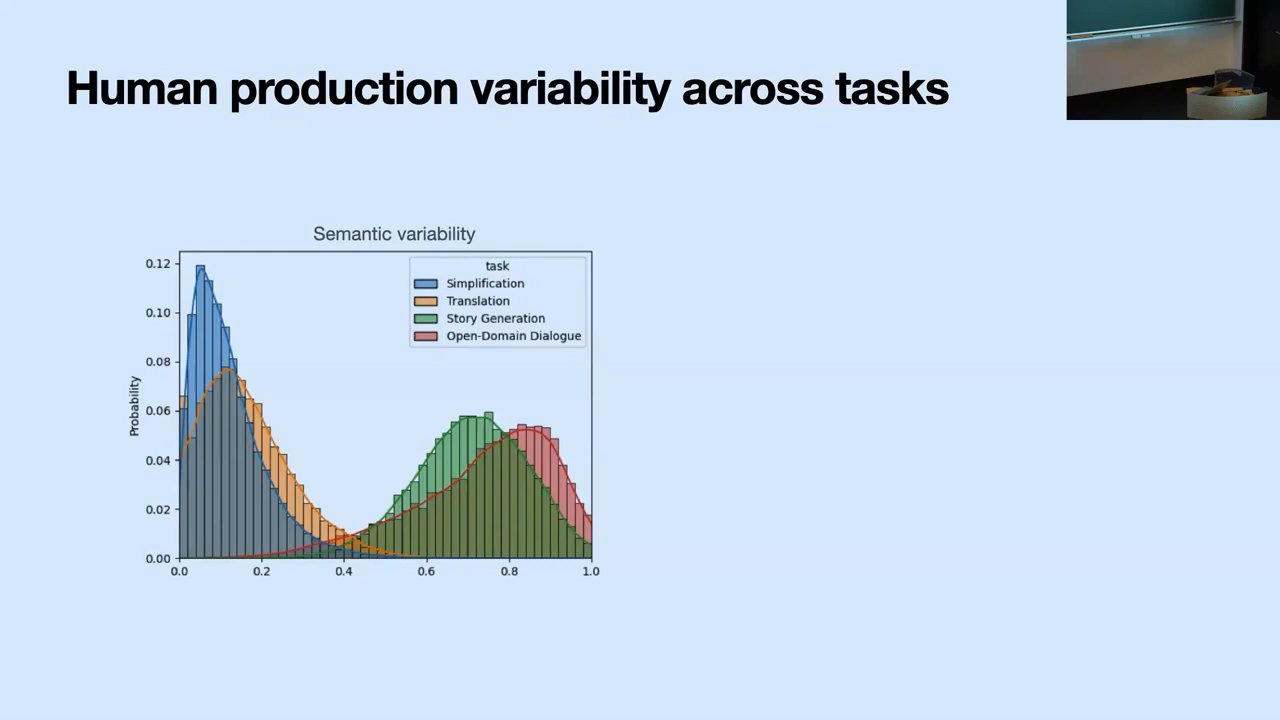 Human production variability across tasks
Semantic variability
task
Simplification
Translation
Story Generation
Open-Domain Dialogue
Probability
0.12
0.10
0.08
0.06
0.04
0.02
0.00
0.0 0.2 0.4 0.6 0.8 1.0